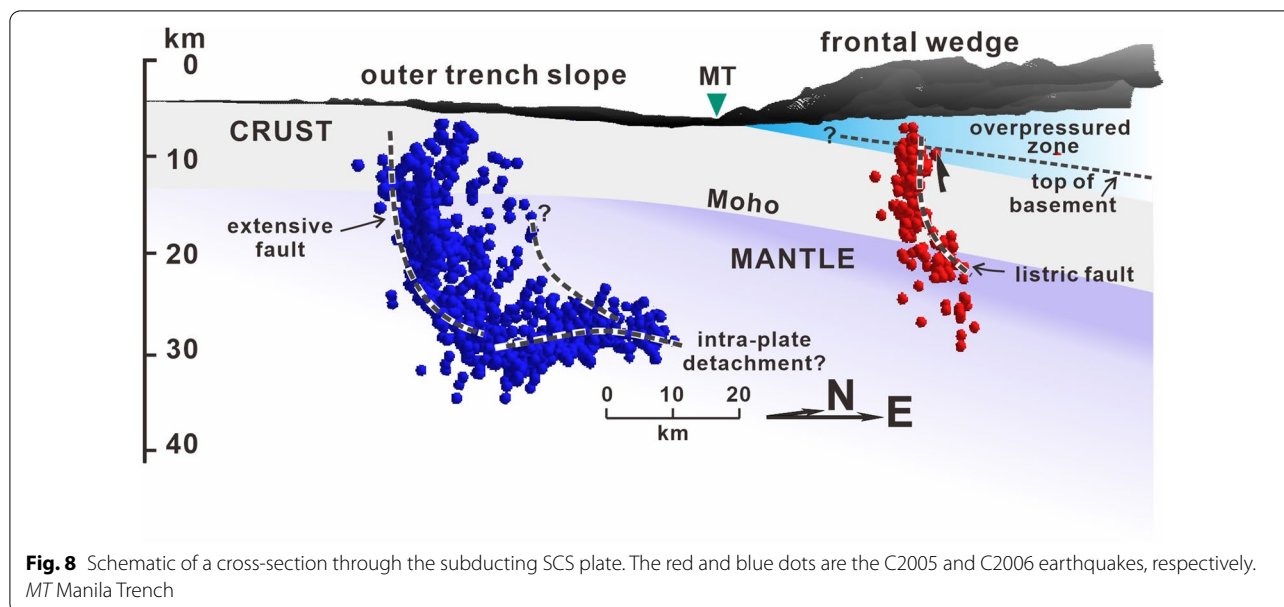 km
0
10
20
30
40
outer trench slope
MT
frontal wedge
CRUST
overpressured
zone
?
top of
basement
Moho
extensive
fault
?
MANTLE
listric fault
intra-plate
detachment?
0 10 20
km
N
E
Fig. 8 Schematic of a cross-section through the subducting SCS plate. The red and blue dots are the C2005 and C2006 earthquakes, respectively.
MT Manila Trench